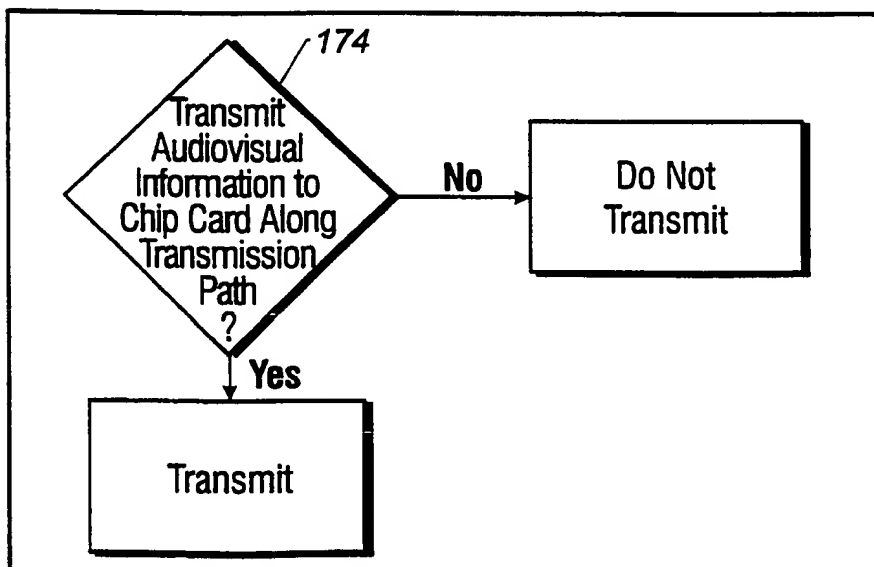 174
Transmit
Audiovisual
Information to
Chip Card Along
Transmission
Path
?
No
Do Not
Transmit
Yes
Transmit